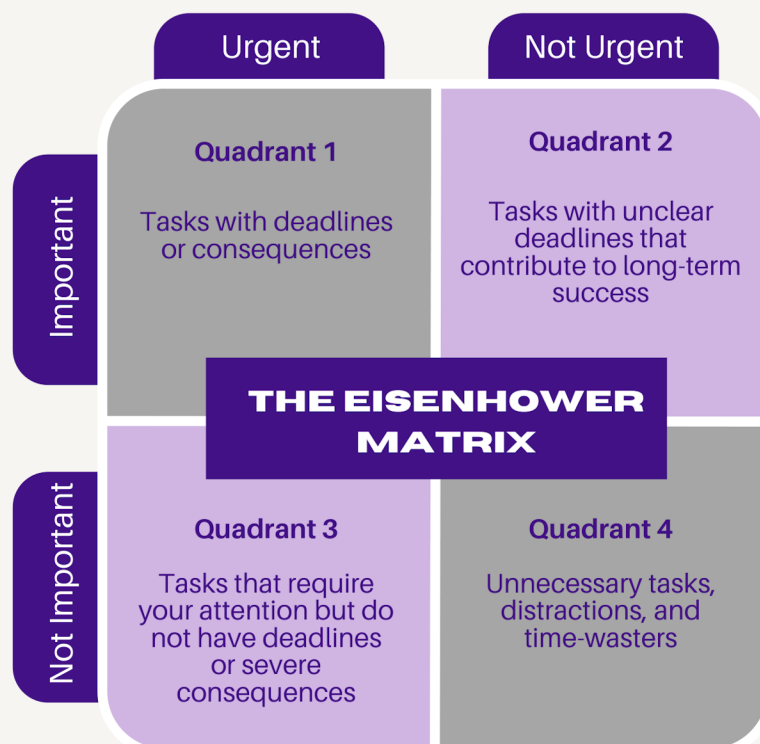 Urgent
Not Urgent
Important
Quadrant 1
Tasks with deadlines
or consequences
Quadrant 2
Tasks with unclear
deadlines that
contribute to long-term
success
THE EISENHOWER
MATRIX
Not Important
Quadrant 3
Tasks that require
your attention but do
not have deadlines
or severe
consequences
Quadrant 4
Unnecessary tasks,
distractions, and
time-wasters